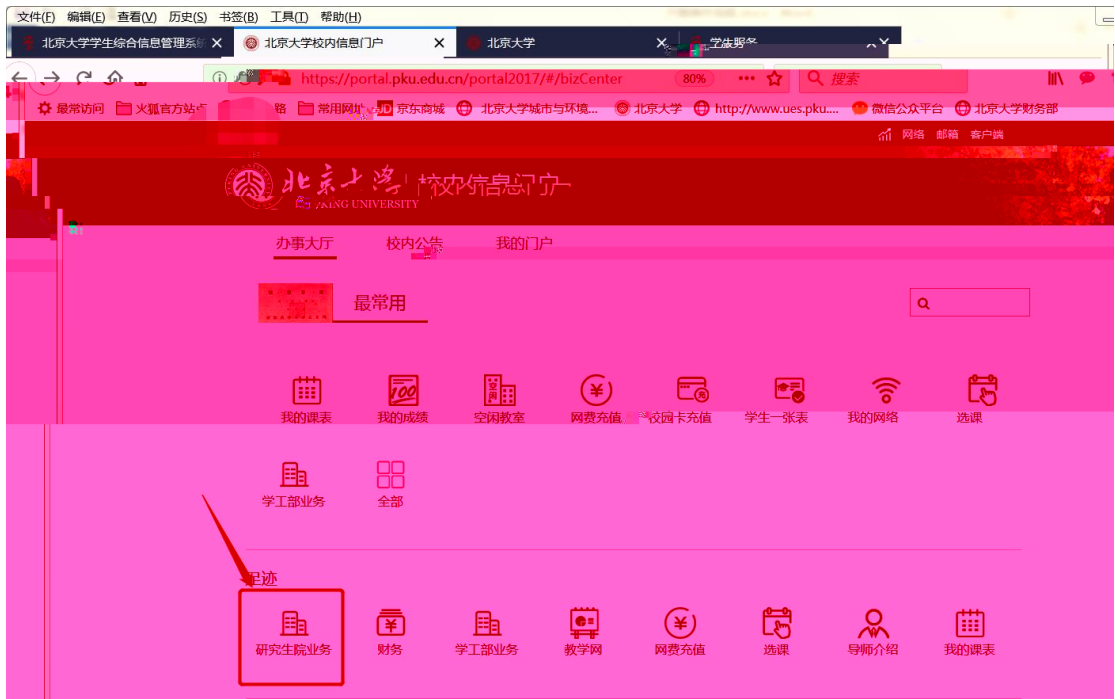 文件(F) 编辑(E) 查看(V) 历史(S) 书签(B) 工具(T) 帮助(H)
北京大学学生综合信息管理系统 北京大学校内信息门户 北京大学 学生服务
https://portal.pku.edu.cn/portal2017/#/bizCenter 80% 搜索
最常访问 火狐官方站点 常用网址 JD 京东商城 北京大学城市与环境... 北京大学 http://www.ues.pku.... 微信公众平台 北京大学财务部
网络 邮箱 客户端
北京大学 校内信息门户
PEKING UNIVERSITY
办事大厅 校内公告 我的门户
最常用
我的课表 我的成绩 空闲教室 网费充值 校园卡充值 学生一张表 我的网络 选课
学工部业务 全部
足迹
研究生院业务 财务 学工部业务 教学网 网费充值 选课 导师介绍 我的课表